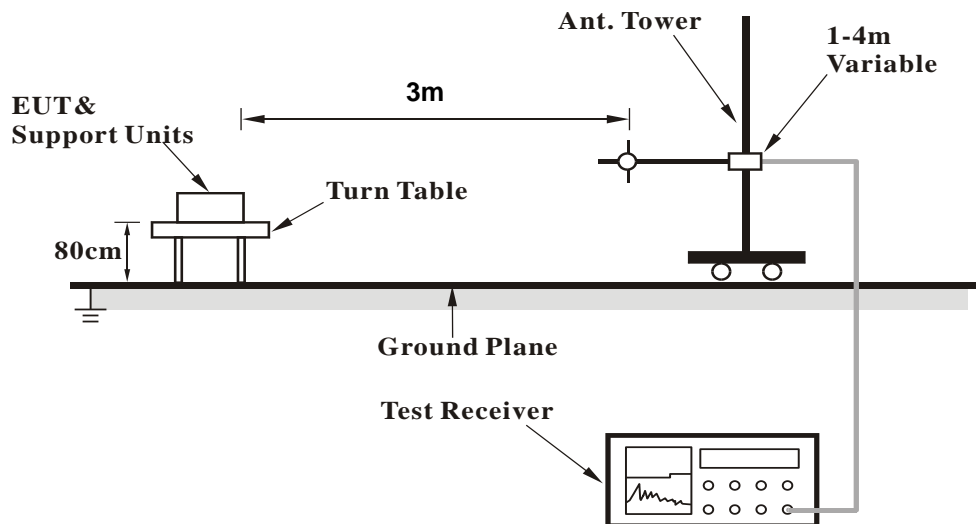 Ant. Tower
1-4m
Variable
3m
EUT&
Support Units
Turn Table
80cm
Ground Plane
Test Receiver